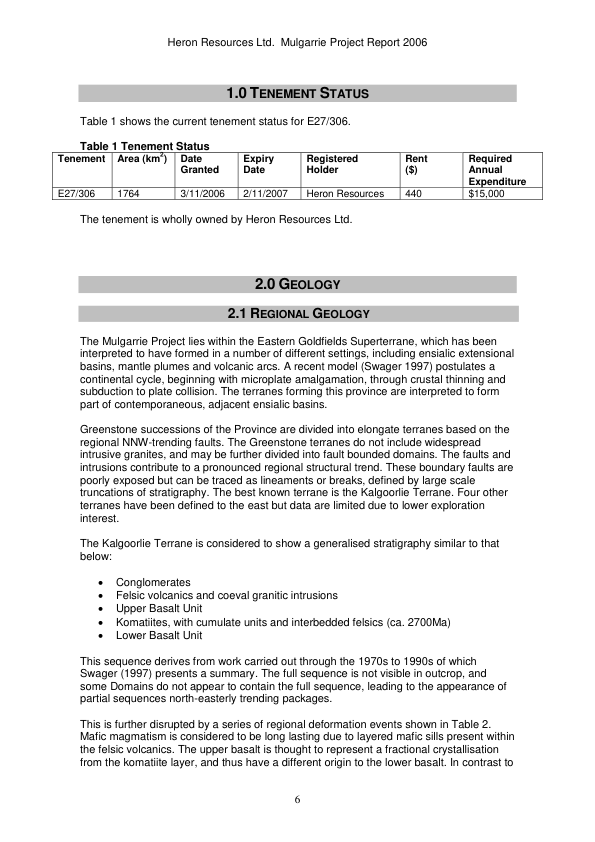 Heron Resources Ltd.  Mulgarrie Project Report 2006
1.0 TENEMENT STATUS
Table 1 shows the current tenement status for E27/306.
Table 1 Tenement Status
Tenement Area (km2) Date Granted Expiry Date Registered Holder Rent ($) Required Annual Expenditure
E27/306 1764 3/11/2006 2/11/2007 Heron Resources 440 $15,000
The tenement is wholly owned by Heron Resources Ltd.
2.0 GEOLOGY
2.1 REGIONAL GEOLOGY
The Mulgarrie Project lies within the Eastern Goldfields Superterrane, which has been
interpreted to have formed in a number of different settings, including ensialic extensional
basins, mantle plumes and volcanic arcs. A recent model (Swager 1997) postulates a
continental cycle, beginning with microplate amalgamation, through crustal thinning and
subduction to plate collision. The terranes forming this province are interpreted to form
part of contemporaneous, adjacent ensialic basins.
Greenstone successions of the Province are divided into elongate terranes based on the
regional NNW-trending faults. The Greenstone terranes do not include widespread
intrusive granites, and may be further divided into fault bounded domains. The faults and
intrusions contribute to a pronounced regional structural trend. These boundary faults are
poorly exposed but can be traced as lineaments or breaks, defined by large scale
truncations of stratigraphy. The best known terrane is the Kalgoorlie Terrane. Four other
terranes have been defined to the east but data are limited due to lower exploration
interest.
The Kalgoorlie Terrane is considered to show a generalised stratigraphy similar to that
below:
• Conglomerates
• Felsic volcanics and coeval granitic intrusions
• Upper Basalt Unit
• Komatiites, with cumulate units and interbedded felsics (ca. 2700Ma)
• Lower Basalt Unit
This sequence derives from work carried out through the 1970s to 1990s of which
Swager (1997) presents a summary. The full sequence is not visible in outcrop, and
some Domains do not appear to contain the full sequence, leading to the appearance of
partial sequences north-easterly trending packages.
This is further disrupted by a series of regional deformation events shown in Table 2.
Mafic magmatism is considered to be long lasting due to layered mafic sills present within
the felsic volcanics. The upper basalt is thought to represent a fractional crystallisation
from the komatiite layer, and thus have a different origin to the lower basalt. In contrast to
6